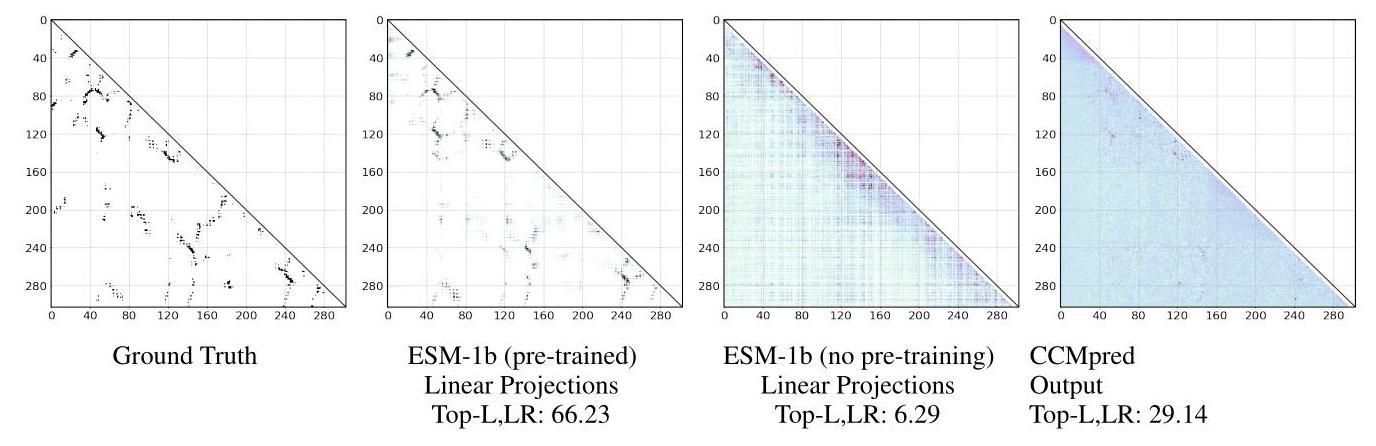 0
40
80
120
160
200
240
280
0 40 80 120 160 200 240 280
0
40
80
120
160
200
240
280
0 40 80 120 160 200 240 280
0
40
80
120
160
200
240
280
0 40 80 120 160 200 240 280
0
40
80
120
160
200
240
280
0 40 80 120 160 200 240 280
Ground Truth
ESM-1b (pre-trained)
Linear Projections
Top-L,LR: 66.23
ESM-1b (no pre-training)
Linear Projections
Top-L,LR: 6.29
CCMpred
Output
Top-L,LR: 29.14